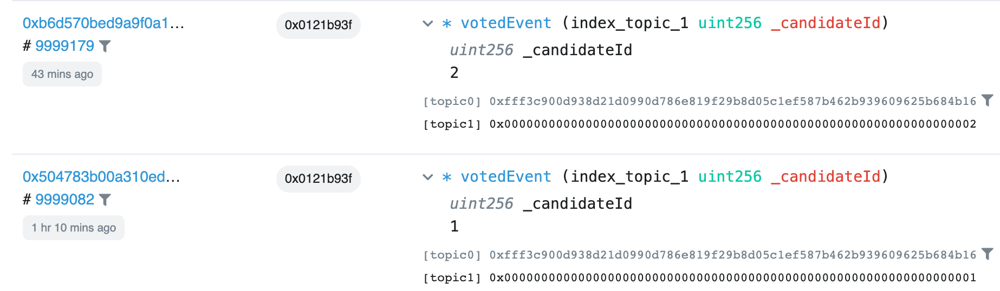 0xb6d570bed9a9f0a1...
# 9999179
43 mins ago
0x0121b93f
* votedEvent (index_topic_1 uint256 _candidateId)
uint256 _candidateId
2
[topic0] 0xfff3c900d938d21d0990d786e819f29b8d05c1ef587b462b939609625b684b16
[topic1] 0x0000000000000000000000000000000000000000000000000000000000000002
0x504783b00a310ed...
# 9999082
1 hr 10 mins ago
0x0121b93f
* votedEvent (index_topic_1 uint256 _candidateId)
uint256 _candidateId
1
[topic0] 0xfff3c900d938d21d0990d786e819f29b8d05c1ef587b462b939609625b684b16
[topic1] 0x0000000000000000000000000000000000000000000000000000000000000001